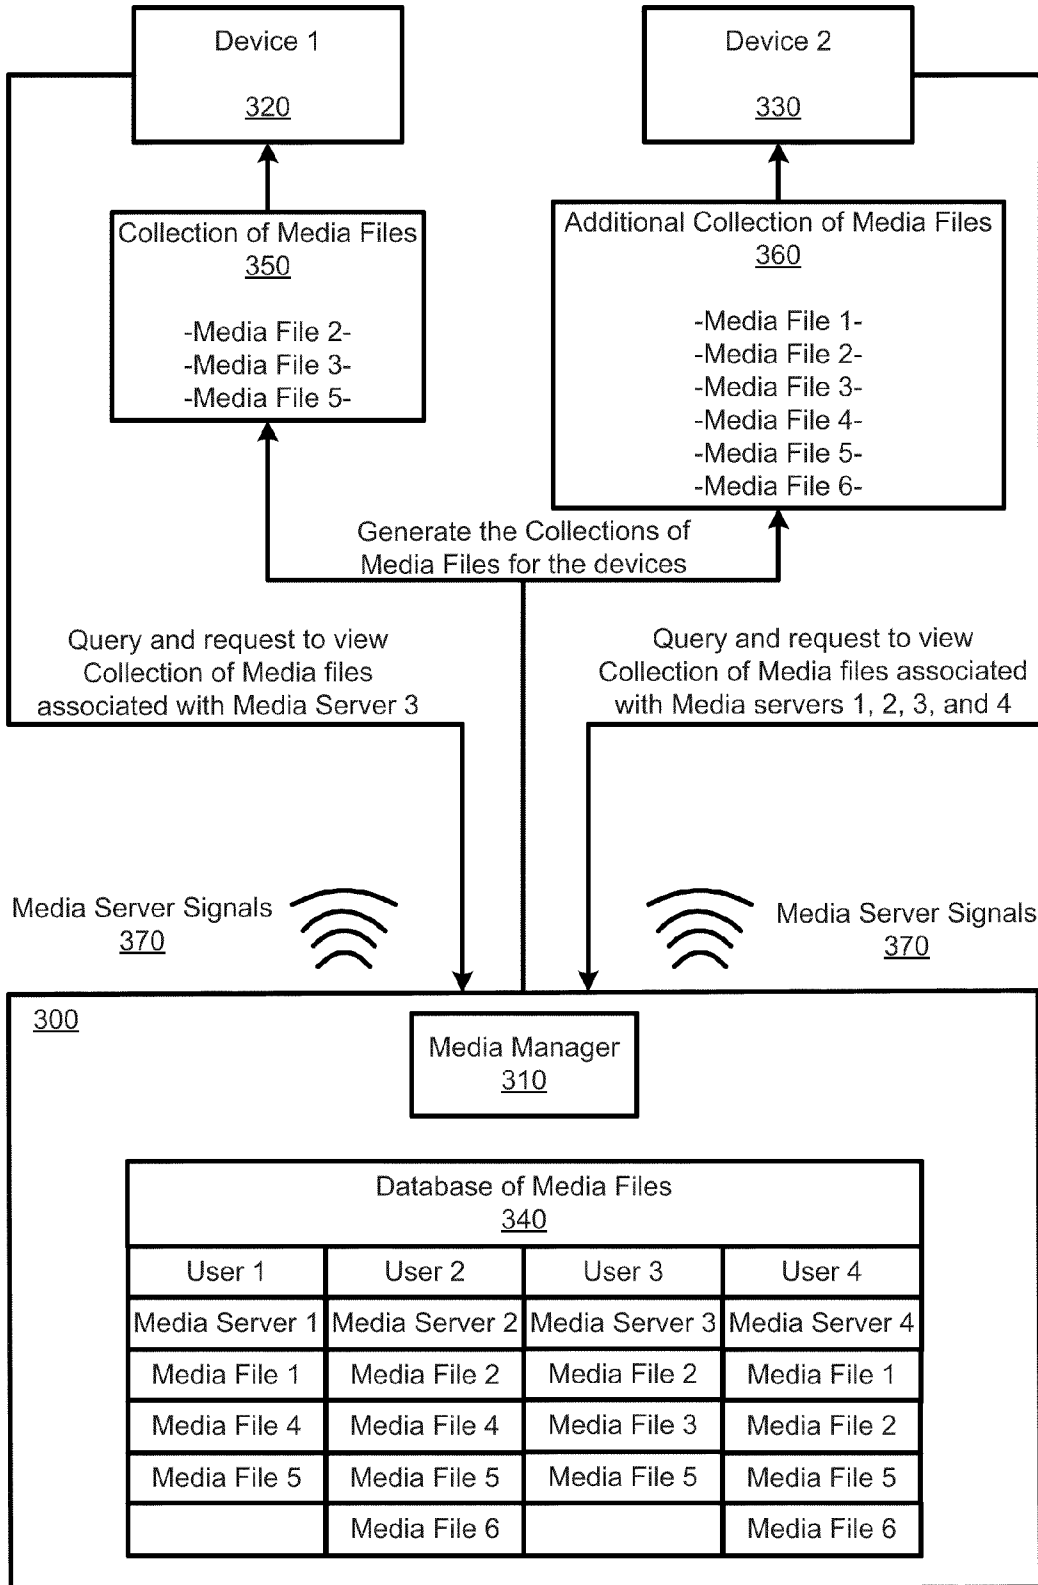 Device 1
320
Device 2
330
Collection of Media Files
350
-Media File 2-
-Media File 3-
-Media File 5-
Additional Collection of Media Files
360
-Media File 1-
-Media File 2-
-Media File 3-
-Media File 4-
-Media File 5-
-Media File 6-
Generate the Collections of
Media Files for the devices
Query and request to view
Collection of Media files
associated with Media Server 3
Query and request to view
Collection of Media files associated
with Media servers 1, 2, 3, and 4
Media Server Signals
370
Media Server Signals
370
300
Media Manager
310
Database of Media Files
340
User 1 User 2 User 3 User 4
Media Server 1 Media Server 2 Media Server 3 Media Server 4
Media File 1 Media File 2 Media File 2 Media File 1
Media File 4 Media File 4 Media File 3 Media File 2
Media File 5 Media File 5 Media File 5 Media File 5
Media File 6 Media File 6